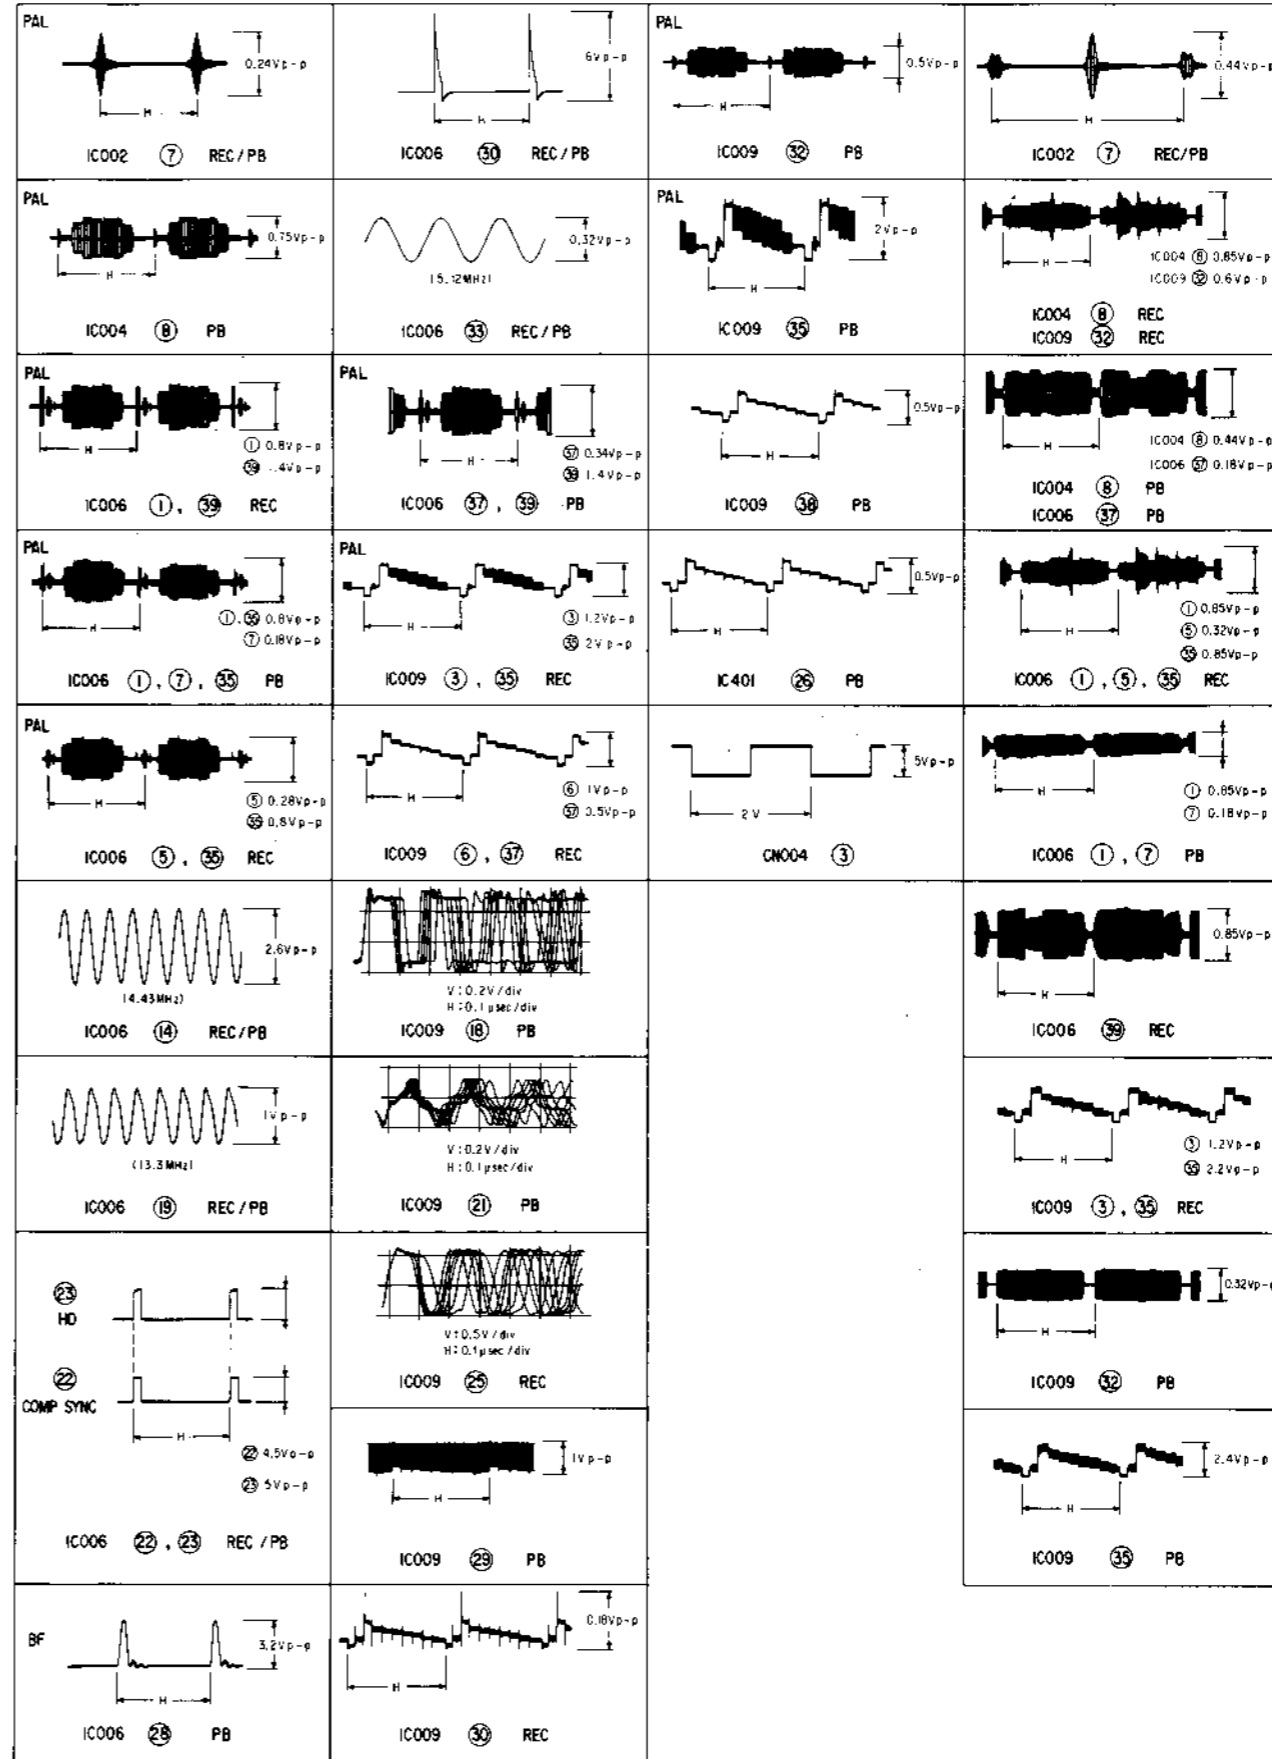 PAL
0.24Vp-p
H
IC002 ⑦ REC/PB
6Vp-p
H
IC006 ㉚ REC/PB
PAL
0.5Vp-p
H
IC009 ㉜ PB
0.44Vp-p
H
IC002 ⑦ REC/PB
PAL
0.75Vp-p
H
IC004 ⑧ PB
0.32Vp-p
(5.12MHz)
IC006 ㉝ REC/PB
PAL
2Vp-p
H
IC009 ㉟ PB
H
IC004 ⑧ 0.85Vp-p
IC009 ㉜ 0.6Vp-p
IC004 ⑧ REC
IC009 ㉜ REC
PAL
H
① 0.8Vp-p
㊴ .4Vp-p
IC006 ①, ㊴ REC
PAL
H
㊲ 0.34Vp-p
㊴ 1.4Vp-p
IC006 ㊲, ㊴ PB
0.5Vp-p
H
IC009 ㊳ PB
H
IC004 ⑧ 0.44Vp-p
IC006 ㊲ 0.18Vp-p
IC004 ⑧ PB
IC006 ㊲ PB
PAL
H
①, ㉟ 0.8Vp-p
⑦ 0.18Vp-p
IC006 ①, ⑦, ㉟ PB
PAL
H
③ 1.2Vp-p
㉟ 2Vp-p
IC009 ③, ㉟ REC
0.5Vp-p
H
IC401 ㉖ PB
H
① 0.85Vp-p
⑤ 0.32Vp-p
㉟ 0.85Vp-p
IC006 ①, ⑤, ㉟ REC
PAL
H
⑤ 0.28Vp-p
㉟ 0.8Vp-p
IC006 ⑤, ㉟ REC
H
⑥ 1Vp-p
㊲ 0.5Vp-p
IC009 ⑥, ㊲ REC
5Vp-p
2V
CN004 ③
H
① 0.85Vp-p
⑦ 0.18Vp-p
IC006 ①, ⑦ PB
2.6Vp-p
(4.43MHz)
IC006 ⑭ REC/PB
V:0.2V/div
H:0.1μsec/div
IC009 ⑱ PB
0.85Vp-p
H
IC006 ㊴ REC
1Vp-p
(13.3MHz)
IC006 ⑲ REC/PB
V:0.2V/div
H:0.1μsec/div
IC009 ㉑ PB
H
③ 1.2Vp-p
㉟ 2.2Vp-p
IC009 ③, ㉟ REC
㉓
HD
㉒
COMP SYNC
H
㉒ 4.5Vp-p
㉓ 5Vp-p
IC006 ㉒, ㉓ REC/PB
V:0.5V/div
H:0.1μsec/div
IC009 ㉕ REC
0.32Vp-p
H
IC009 ㉜ PB
1Vp-p
H
IC009 ㉙ PB
2.4Vp-p
H
IC009 ㉟ PB
BF
3.2Vp-p
H
IC006 ㉘ PB
0.18Vp-p
H
IC009 ㉚ REC